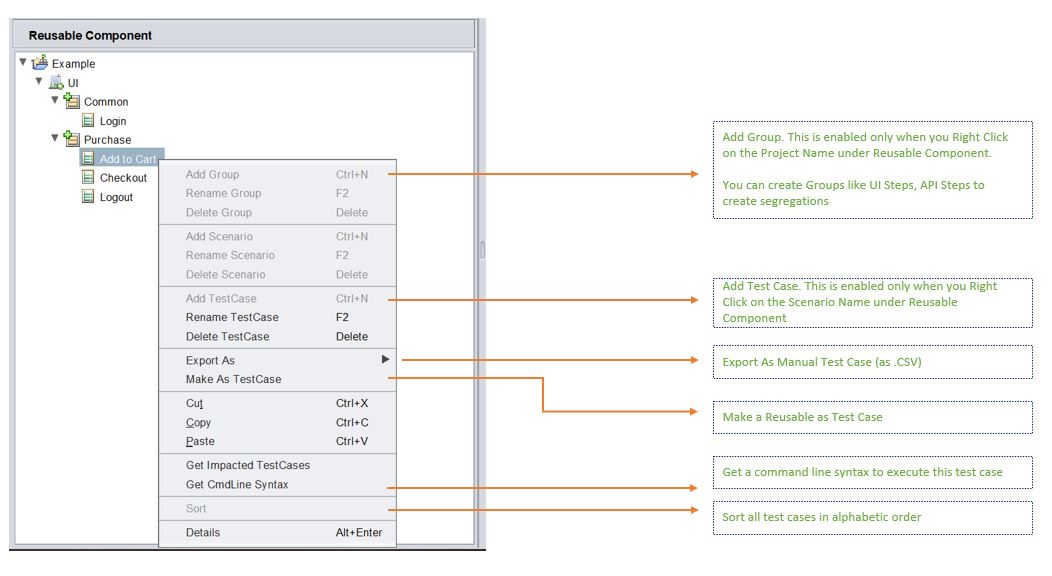 Reusable Component
Example
UI
Common
Login
Purchase
Add to Cart
Checkout
Logout
Add Group Ctrl+N
Rename Group F2
Delete Group Delete
Add Scenario Ctrl+N
Rename Scenario F2
Delete Scenario Delete
Add TestCase Ctrl+N
Rename TestCase F2
Delete TestCase Delete
Export As
Make As TestCase
Cut Ctrl+X
Copy Ctrl+C
Paste Ctrl+V
Get Impacted TestCases
Get CmdLine Syntax
Sort
Details Alt+Enter
Add Group. This is enabled only when you Right Click
on the Project Name under Reusable Component.
You can create Groups like UI Steps, API Steps to
create segregations
Add Test Case. This is enabled only when you Right
Click on the Scenario Name under Reusable
Component
Export As Manual Test Case (as .CSV)
Make a Reusable as Test Case
Get a command line syntax to execute this test case
Sort all test cases in alphabetic order